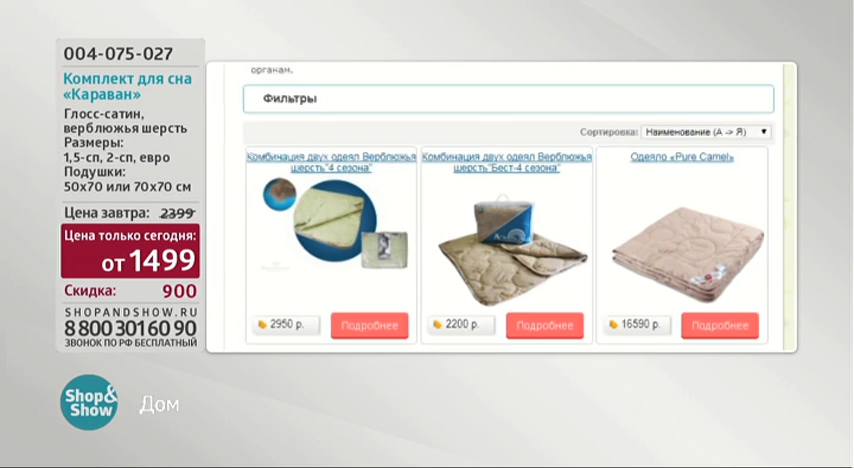 004-075-027
Комплект для сна
«Караван»
Глосс-сатин,
верблюжья шерсть
Размеры:
1,5-сп, 2-сп, евро
Подушки:
50x70 или 70x70 см
Цена завтра: 2399
Цена только сегодня:
от 1499
Скидка: 900
SHOPANDSHOW.RU
8 800 301 60 90
ЗВОНОК ПО РФ БЕСПЛАТНЫЙ
органам.
Фильтры
Сортировка: Наименование (А -> Я)
Комбинация двух одеял Верблюжья
шерсть"4 сезона"
2950 р. Подробнее
Комбинация двух одеял Верблюжья
шерсть"Бест-4 сезона"
2200 р. Подробнее
Одеяло «Pure Camel»
16590 р. Подробнее
Shop&
Show
Дом